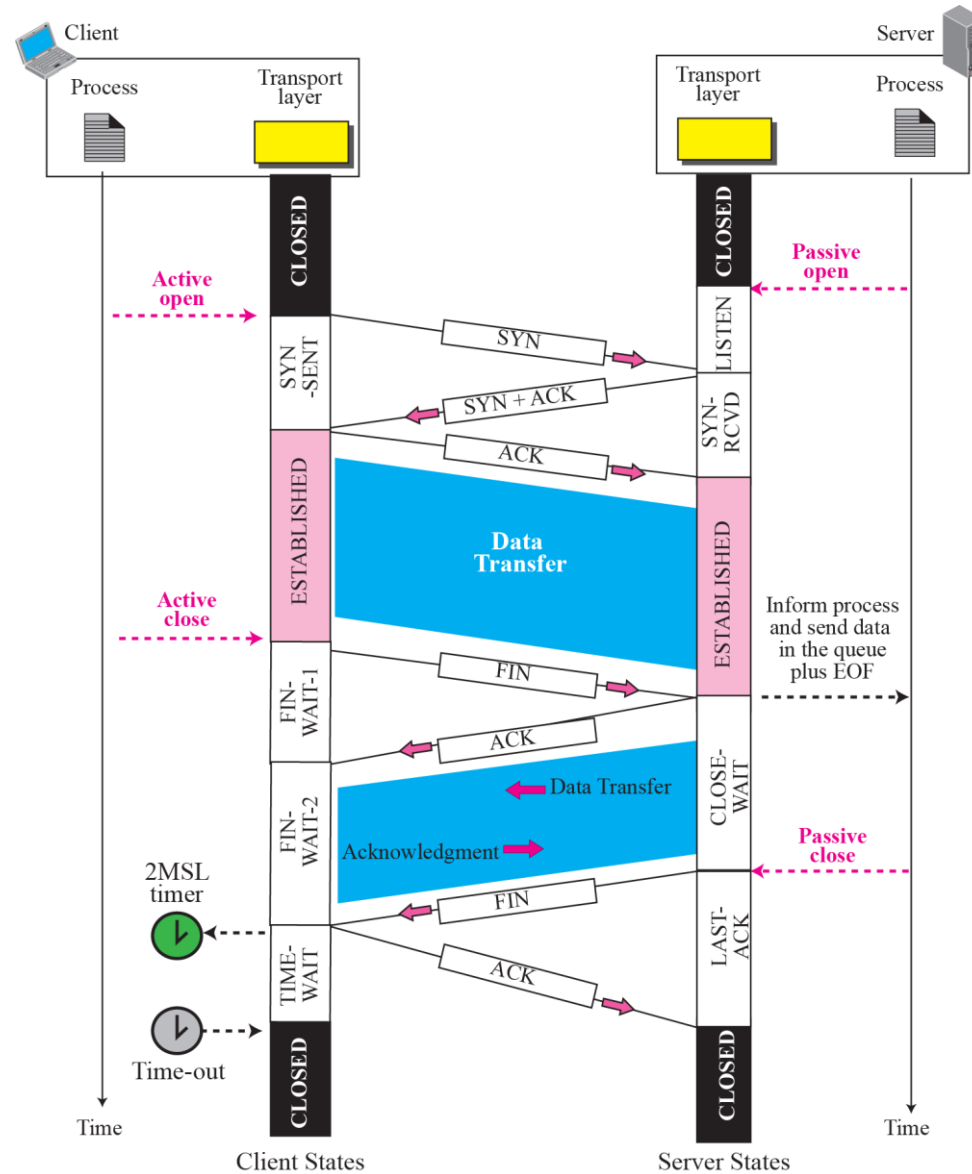 Client
Server
Process
Transport
layer
Transport
layer
Process
CLOSED
CLOSED
Active
open
Passive
open
SYN
-SENT
LISTEN
SYN
SYN + ACK
SYN-
RCVD
ACK
ESTABLISHED
Data
Transfer
ESTABLISHED
Active
close
Inform process
and send data
in the queue
plus EOF
FIN-
WAIT-1
FIN
ACK
FIN-
WAIT-2
Data Transfer
Acknowledgment
CLOSE-
WAIT
Passive
close
2MSL
timer
FIN
TIME-
WAIT
ACK
LAST-
ACK
Time-out
CLOSED
CLOSED
Time
Time
Client States
Server States